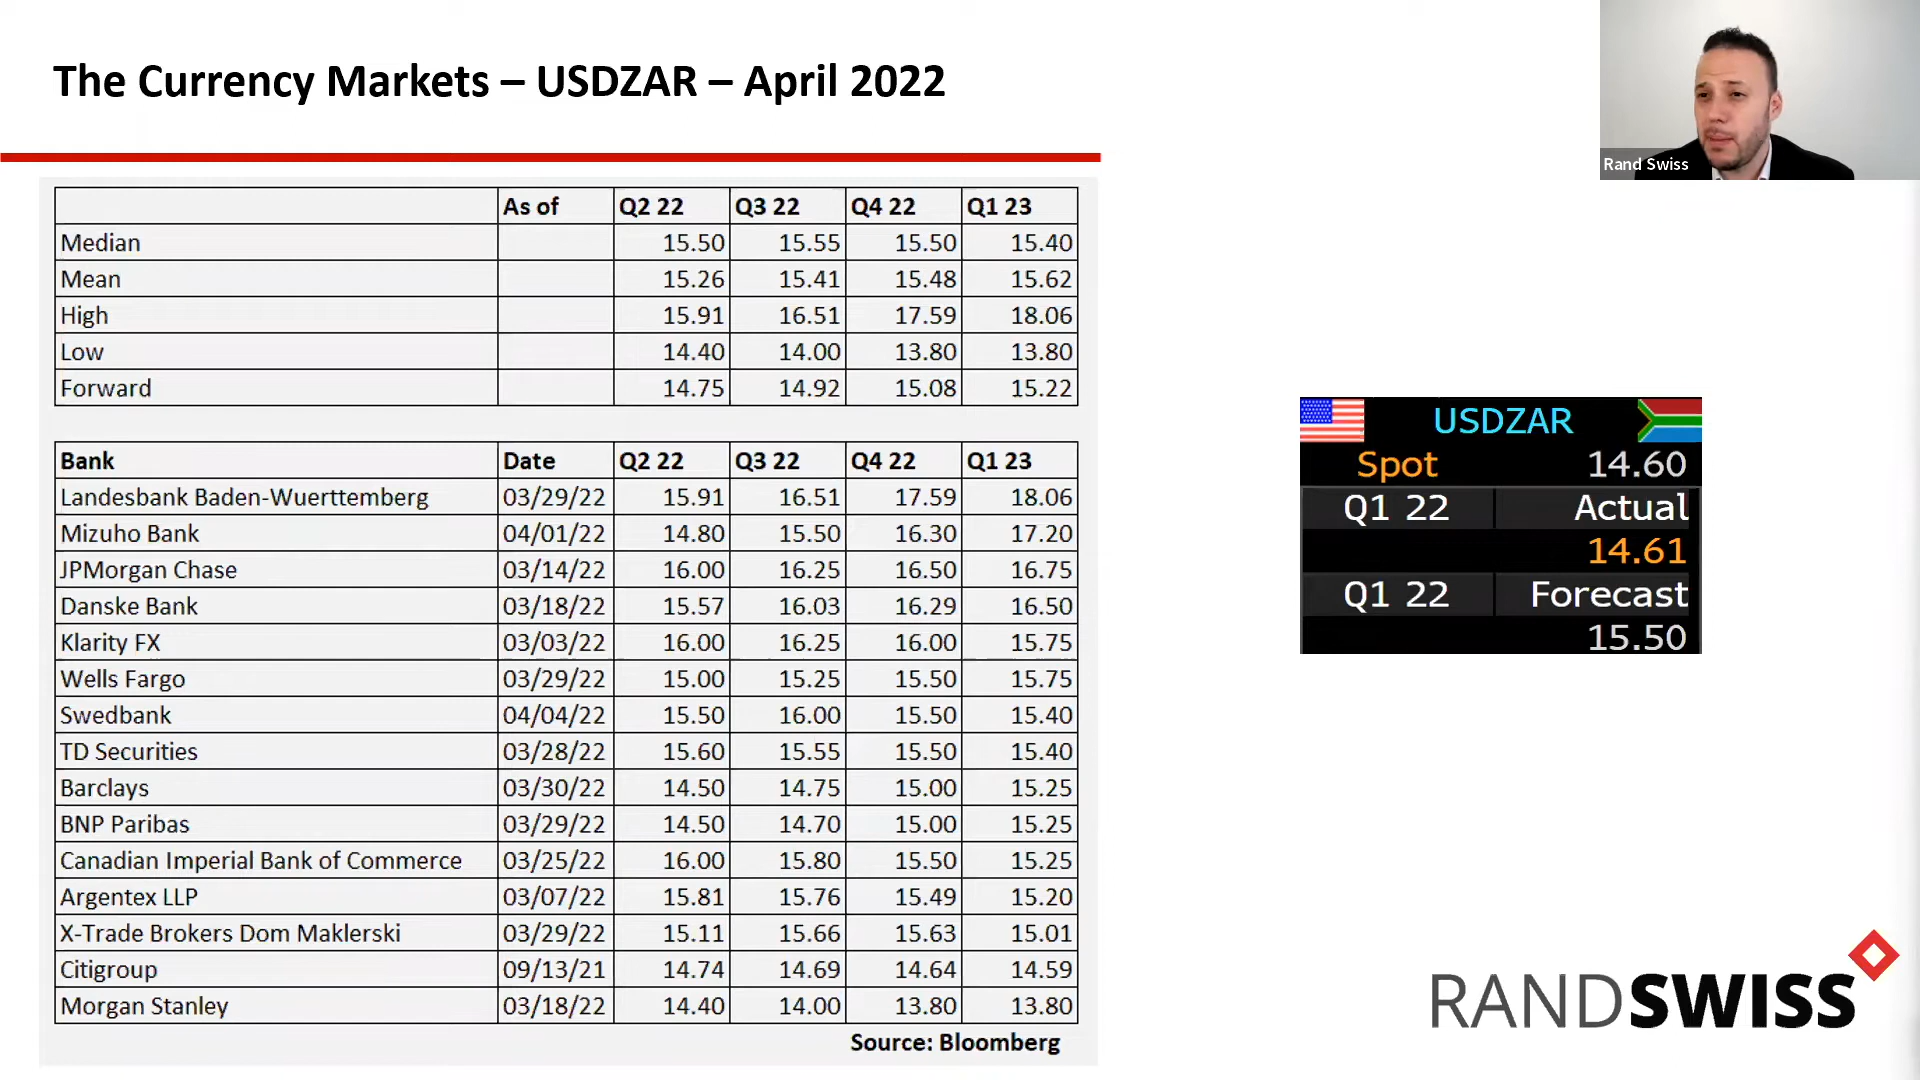 The Currency Markets – USDZAR – April 2022
Rand Swiss
As of Q2 22 Q3 22 Q4 22 Q1 23
Median 15.50 15.55 15.50 15.40
Mean 15.26 15.41 15.48 15.62
High 15.91 16.51 17.59 18.06
Low 14.40 14.00 13.80 13.80
Forward 14.75 14.92 15.08 15.22
Bank Date Q2 22 Q3 22 Q4 22 Q1 23
Landesbank Baden-Wuerttemberg 03/29/22 15.91 16.51 17.59 18.06
Mizuho Bank 04/01/22 14.80 15.50 16.30 17.20
JPMorgan Chase 03/14/22 16.00 16.25 16.50 16.75
Danske Bank 03/18/22 15.57 16.03 16.29 16.50
Klarity FX 03/03/22 16.00 16.25 16.00 15.75
Wells Fargo 03/29/22 15.00 15.25 15.50 15.75
Swedbank 04/04/22 15.50 16.00 15.50 15.40
TD Securities 03/28/22 15.60 15.55 15.50 15.40
Barclays 03/30/22 14.50 14.75 15.00 15.25
BNP Paribas 03/29/22 14.50 14.70 15.00 15.25
Canadian Imperial Bank of Commerce 03/25/22 16.00 15.80 15.50 15.25
Argentex LLP 03/07/22 15.81 15.76 15.49 15.20
X-Trade Brokers Dom Maklerski 03/29/22 15.11 15.66 15.63 15.01
Citigroup 09/13/21 14.74 14.69 14.64 14.59
Morgan Stanley 03/18/22 14.40 14.00 13.80 13.80
Source: Bloomberg
USDZAR
Spot 14.60
Q1 22 Actual
14.61
Q1 22 Forecast
15.50
RANDSWISS